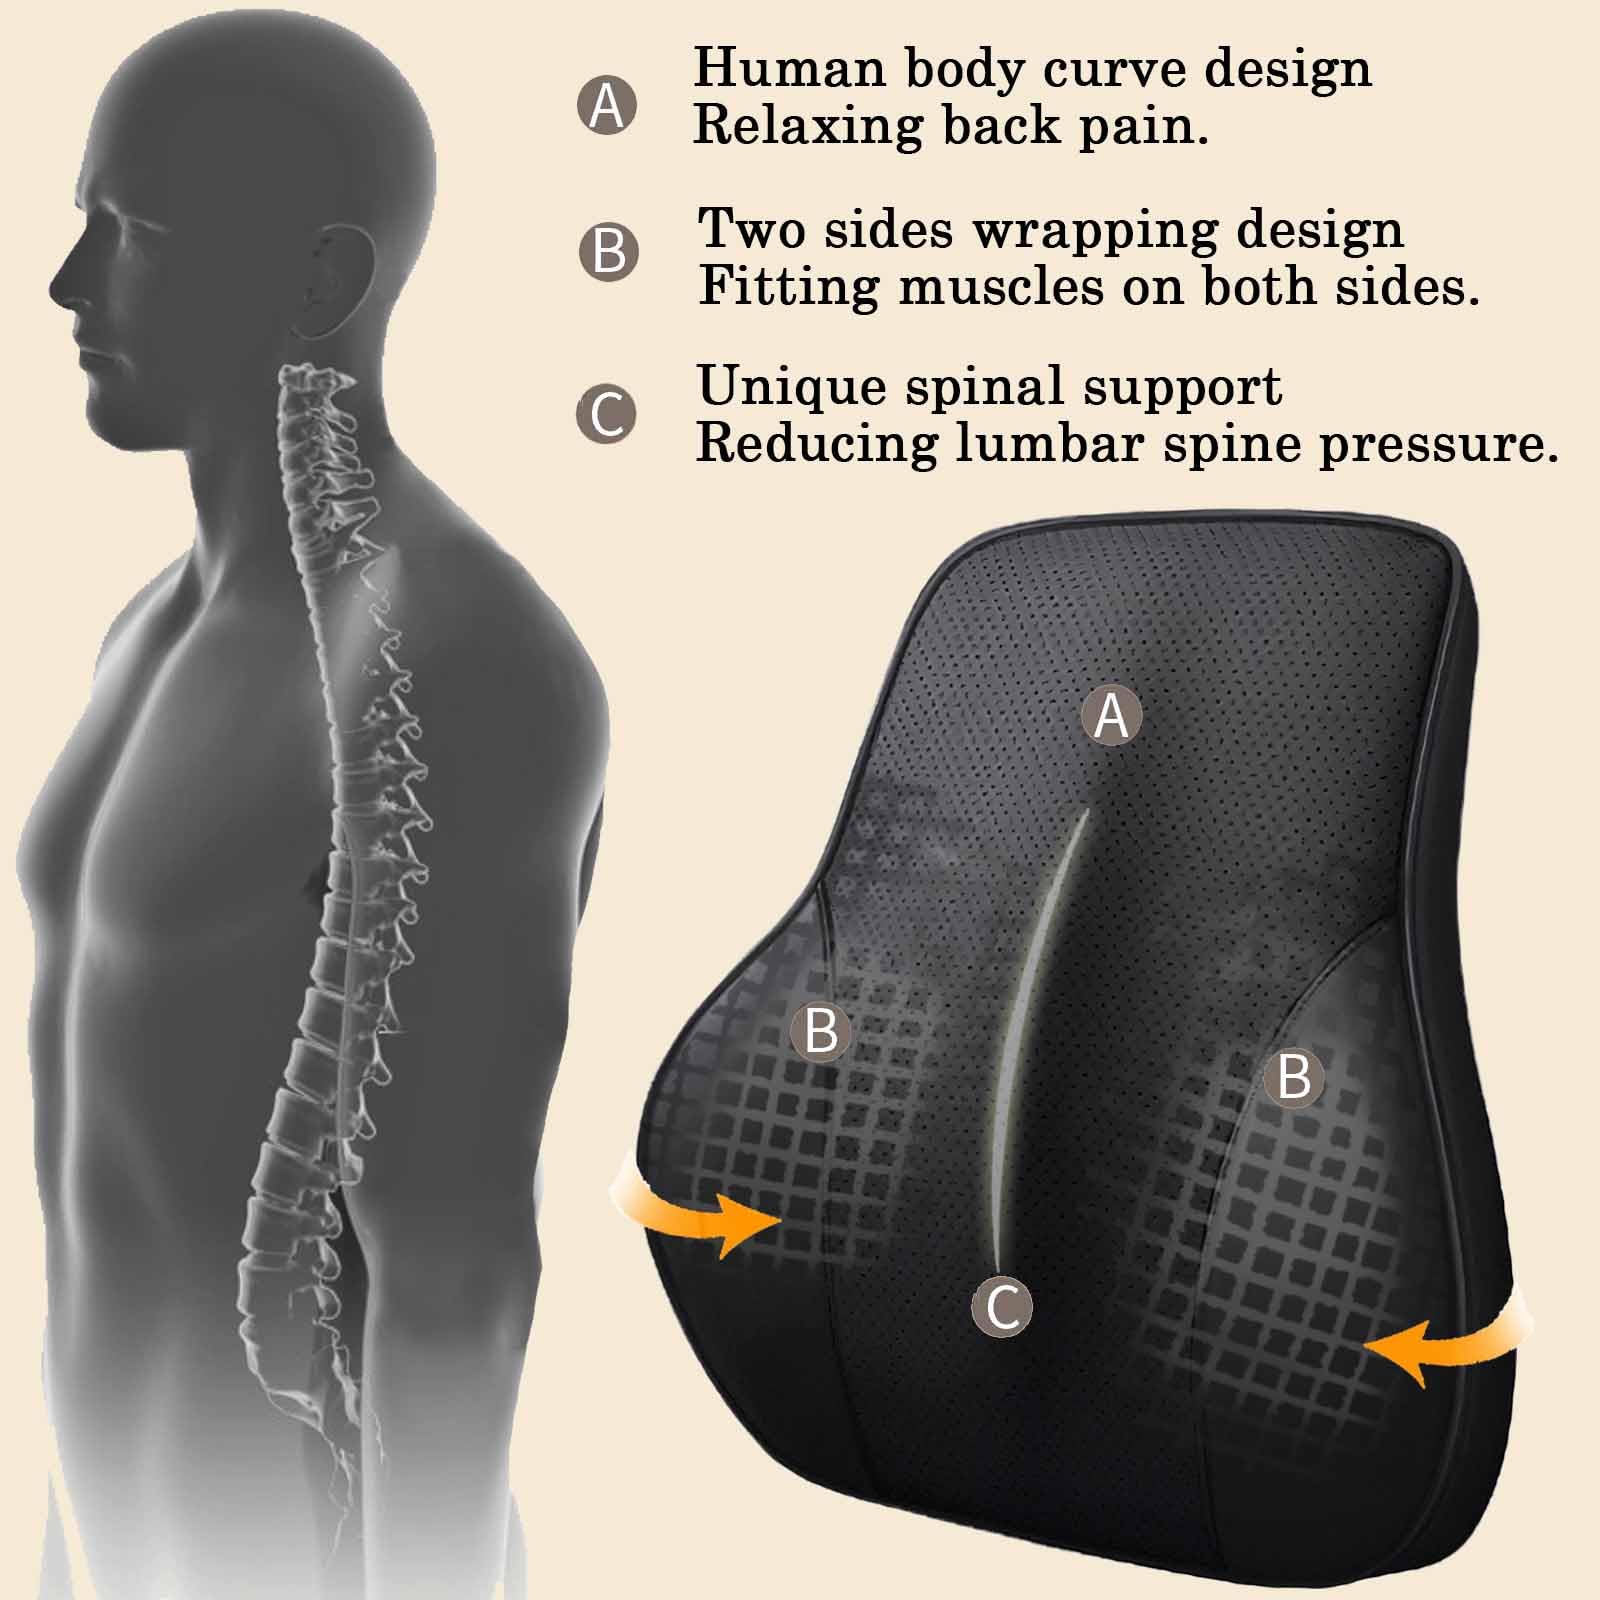 A Human body curve design
Relaxing back pain.
B Two sides wrapping design
Fitting muscles on both sides.
C Unique spinal support
Reducing lumbar spine pressure.
A
B
B
C